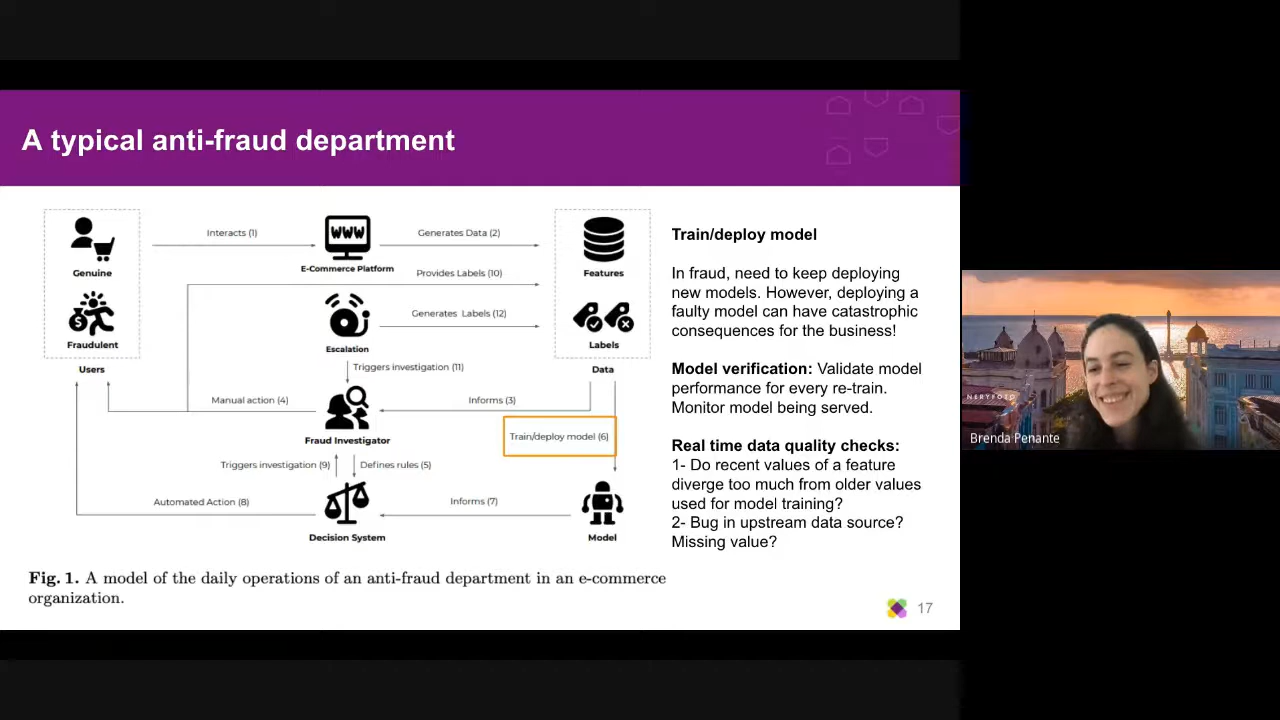 A typical anti-fraud department
Interacts (1)
WWW
Generates Data (2)
Genuine
E-Commerce Platform
Features
Provides Labels (10)
Generates Labels (12)
$
Fraudulent
Escalation
Labels
Users
Triggers investigation (11)
Data
Manual action (4)
Informs (3)
Fraud Investigator
Train/deploy model (6)
Triggers investigation (9)
Defines rules (5)
Automated Action (8)
Informs (7)
Decision System
Model
Fig. 1. A model of the daily operations of an anti-fraud department in an e-commerce
organization.
Train/deploy model
In fraud, need to keep deploying
new models. However, deploying a
faulty model can have catastrophic
consequences for the business!
Model verification: Validate model
performance for every re-train.
Monitor model being served.
Real time data quality checks:
1- Do recent values of a feature
diverge too much from older values
used for model training?
2- Bug in upstream data source?
Missing value?
17
NERYFOTO
Brenda Penante